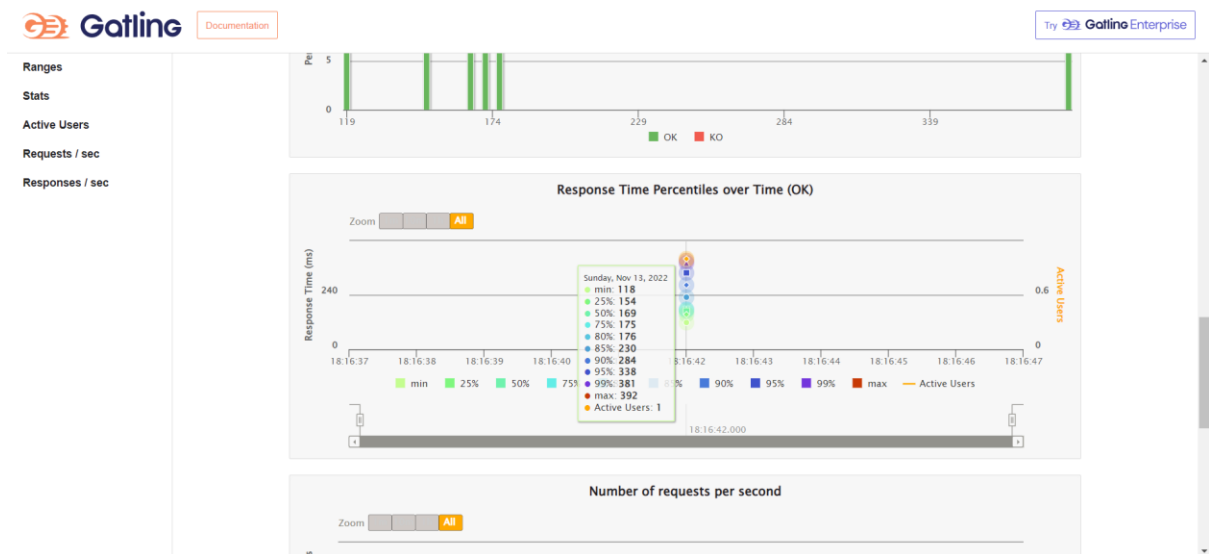 Gatling
Documentation
Try Gatling Enterprise
Ranges
Stats
Active Users
Requests / sec
Responses / sec
5
0
119 174 229 284 339
OK KO
Response Time Percentiles over Time (OK)
Zoom All
Response Time (ms)
240
0
Sunday, Nov 13, 2022
min: 118
25%: 154
50%: 169
75%: 175
80%: 176
85%: 230
90%: 284
95%: 338
99%: 381
max: 392
Active Users: 1
0.6
0
Active Users
18:16:37 18:16:38 18:16:39 18:16:40 18:16:42 18:16:43 18:16:44 18:16:45 18:16:46 18:16:47
min 25% 50% 75% 85% 90% 95% 99% max Active Users
18:16:42.000
Number of requests per second
Zoom All